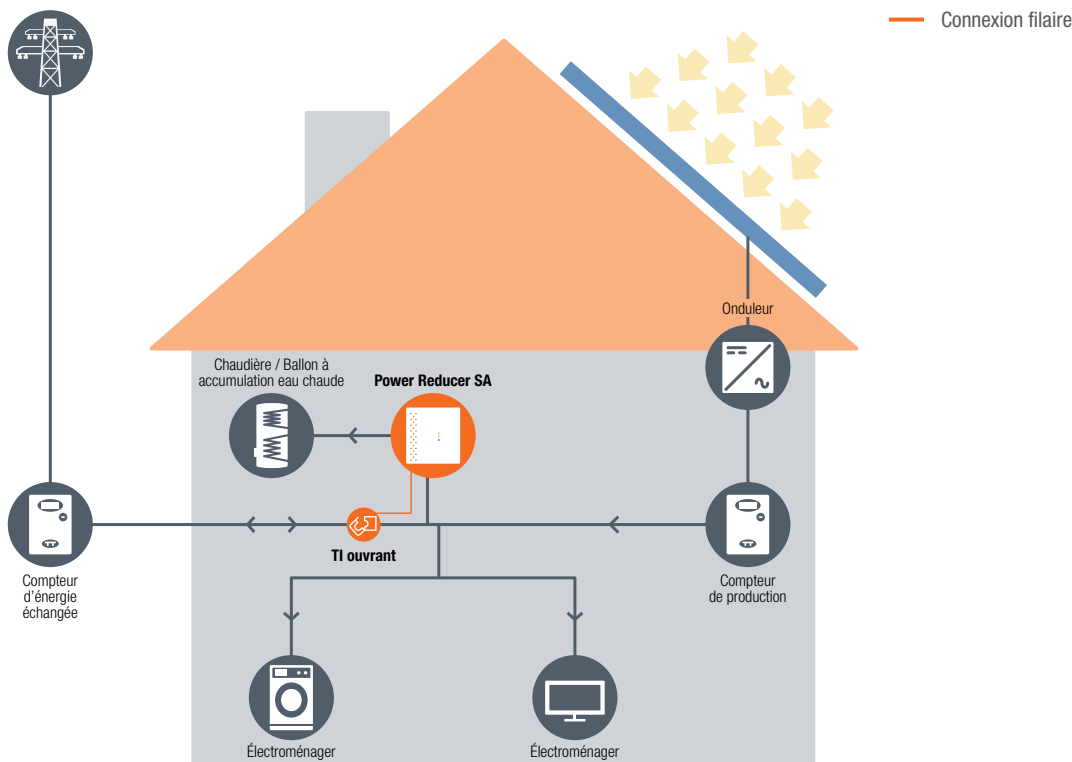 Connexion filaire
Onduleur
Chaudière / Ballon à
accumulation eau chaude
Power Reducer SA
TI ouvrant
Compteur
d'énergie
échangée
Compteur
de production
Électroménager
Électroménager